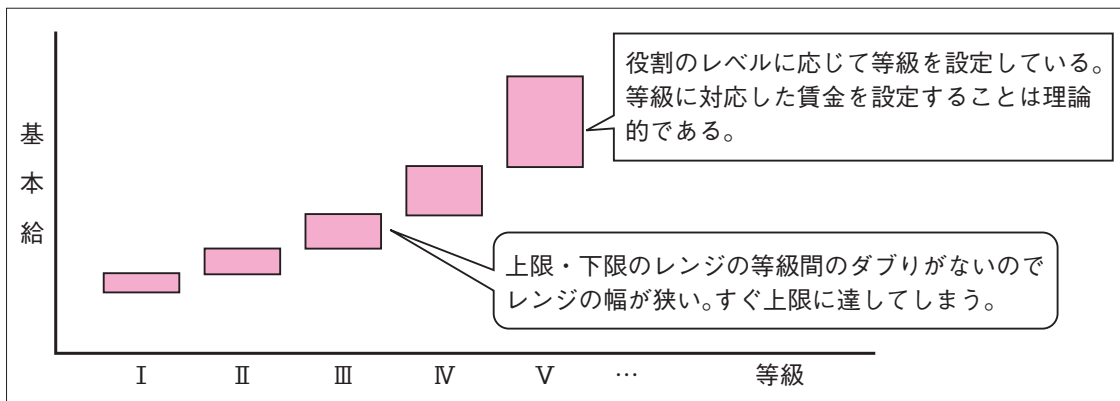 役割のレベルに応じて等級を設定している。
等級に対応した賃金を設定することは理論
的である。
基本給
上限・下限のレンジの等級間のダブりがないので
レンジの幅が狭い。すぐ上限に達してしまう。
Ⅰ Ⅱ Ⅲ Ⅳ Ⅴ … 等級